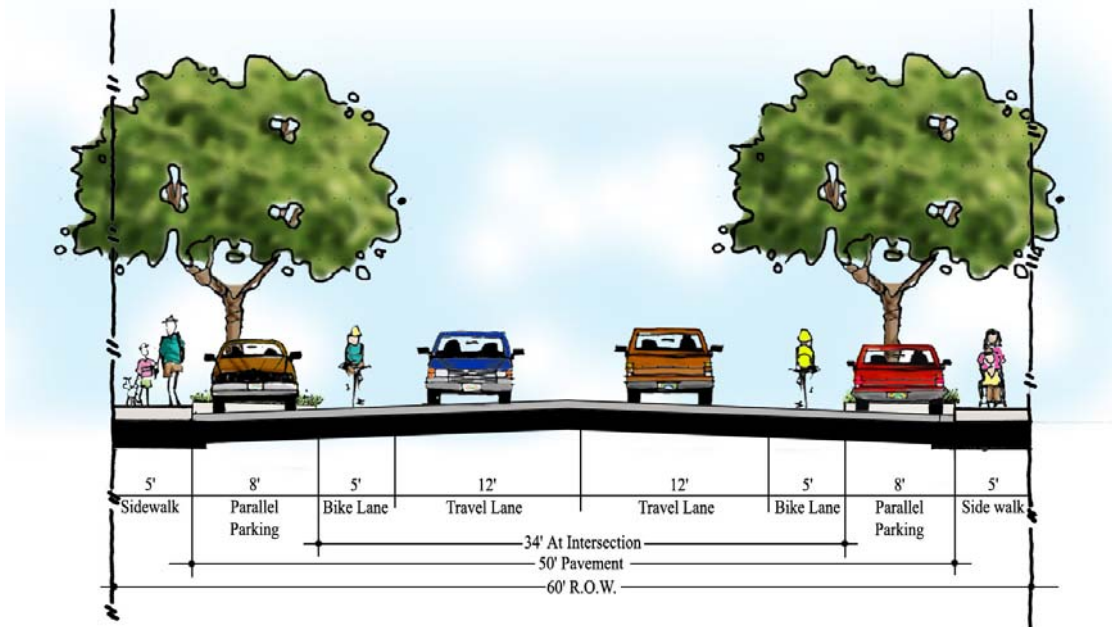 5' 8' 5' 12' 12' 5' 8' 5'
Sidewalk Parallel Bike Lane Travel Lane Travel Lane Bike Lane Parallel Side walk
Parking Parking
34' At Intersection
50' Pavement
60' R.O.W.